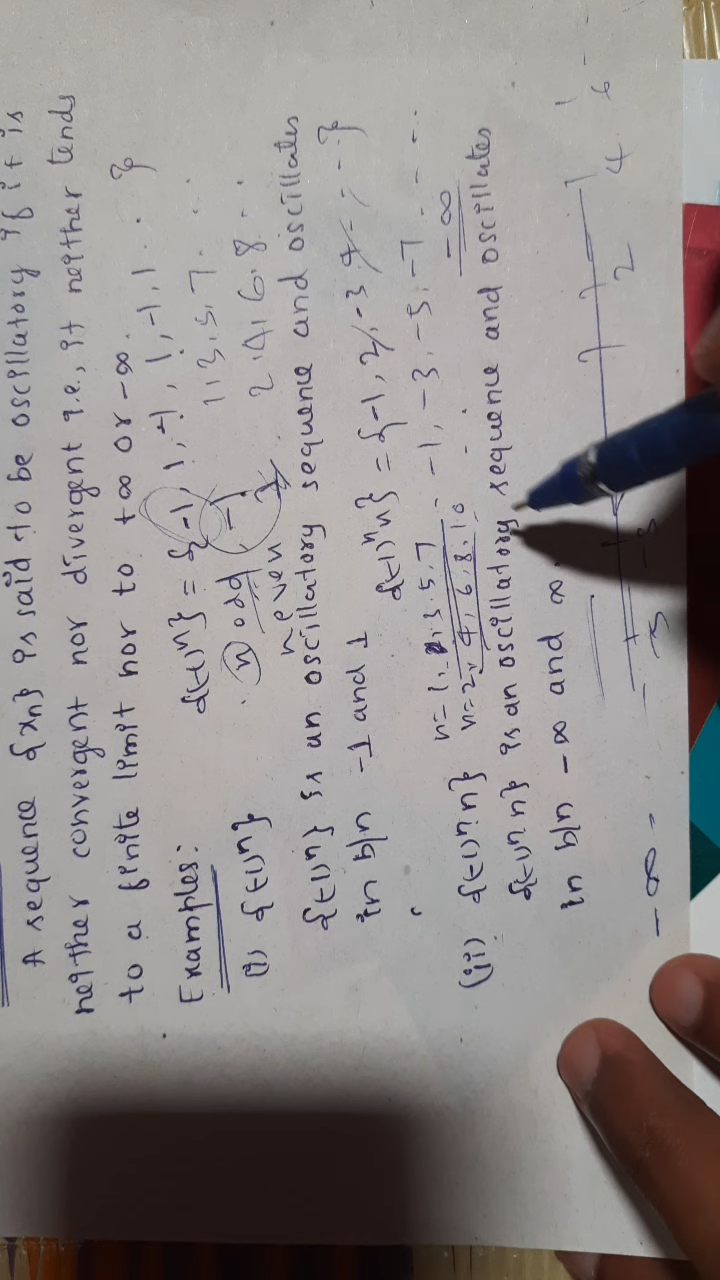 A sequence {xn} is said to be oscillatory if it is
neither convergent nor divergent i.e., it neither tends
to a finite limit nor to +∞ or -∞.
Examples: {(-1)ⁿ} = {-1, 1, -1, 1, -1, 1 . . }
(i) {(-1)ⁿ} n odd -1 1, 3, 5, 7 . . .
n even 1 2, 4, 6, 8 . . .
{(-1)ⁿ} is an oscillatory sequence and oscillates
in b/n -1 and 1
{(-1)ⁿn} = {-1, 2, -3, 4, - - - }
(ii) {(-1)ⁿ.n} n=1, 3, 5, 7 -1, -3, -5, -7 . . .
n=2, 4, 6, 8, 10 . . -∞
{(-1)ⁿn} is an oscillatory sequence and oscillates
in b/n -∞ and ∞.
-∞ - -5 -3 2 4 6